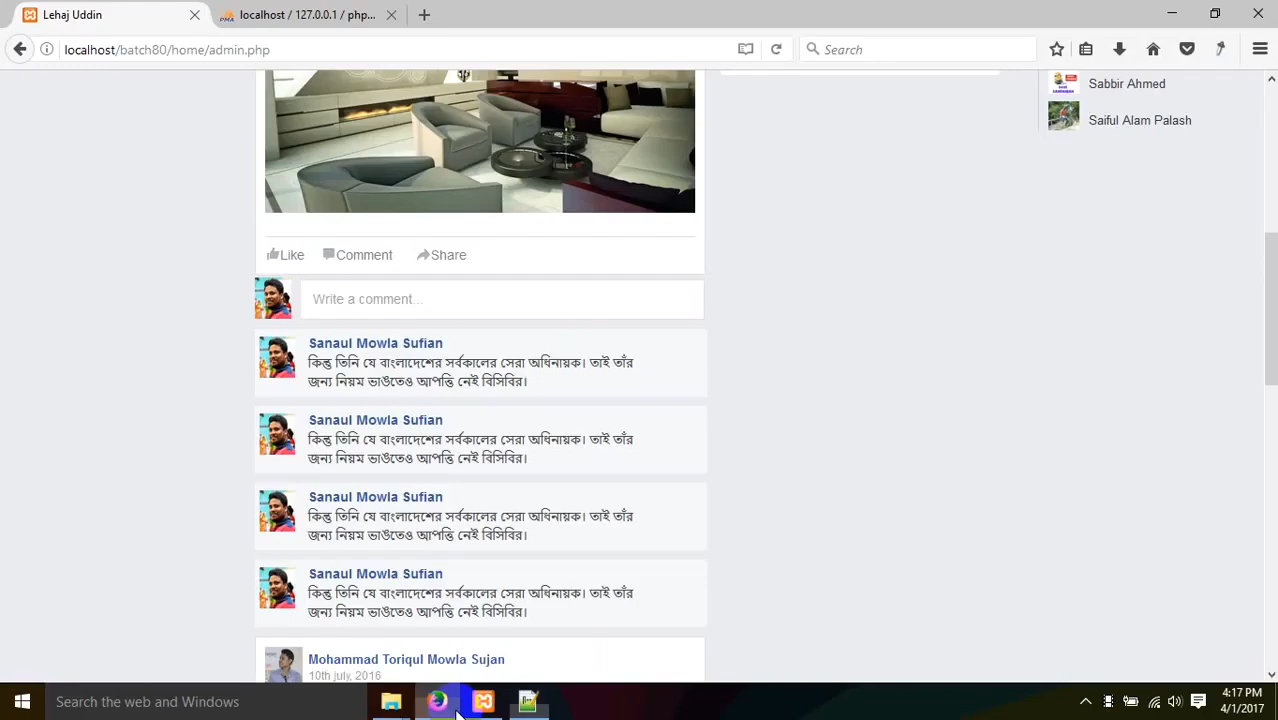 Lehaj Uddin
localhost / 127.0.0.1 / php...
localhost/batch80/home/admin.php
Search
Sabbir Ahmed
Saiful Alam Palash
Like Comment Share
Write a comment...
Sanaul Mowla Sufian
কিন্তু তিনি যে বাংলাদেশের সর্বকালের সেরা অধিনায়ক। তাই তাঁর
জন্য নিয়ম ভাঙতেও আপত্তি নেই বিসিবির।
Sanaul Mowla Sufian
কিন্তু তিনি যে বাংলাদেশের সর্বকালের সেরা অধিনায়ক। তাই তাঁর
জন্য নিয়ম ভাঙতেও আপত্তি নেই বিসিবির।
Sanaul Mowla Sufian
কিন্তু তিনি যে বাংলাদেশের সর্বকালের সেরা অধিনায়ক। তাই তাঁর
জন্য নিয়ম ভাঙতেও আপত্তি নেই বিসিবির।
Sanaul Mowla Sufian
কিন্তু তিনি যে বাংলাদেশের সর্বকালের সেরা অধিনায়ক। তাই তাঁর
জন্য নিয়ম ভাঙতেও আপত্তি নেই বিসিবির।
Mohammad Toriqul Mowla Sujan
10th july, 2016
Search the web and Windows
4:17 PM
4/1/2017